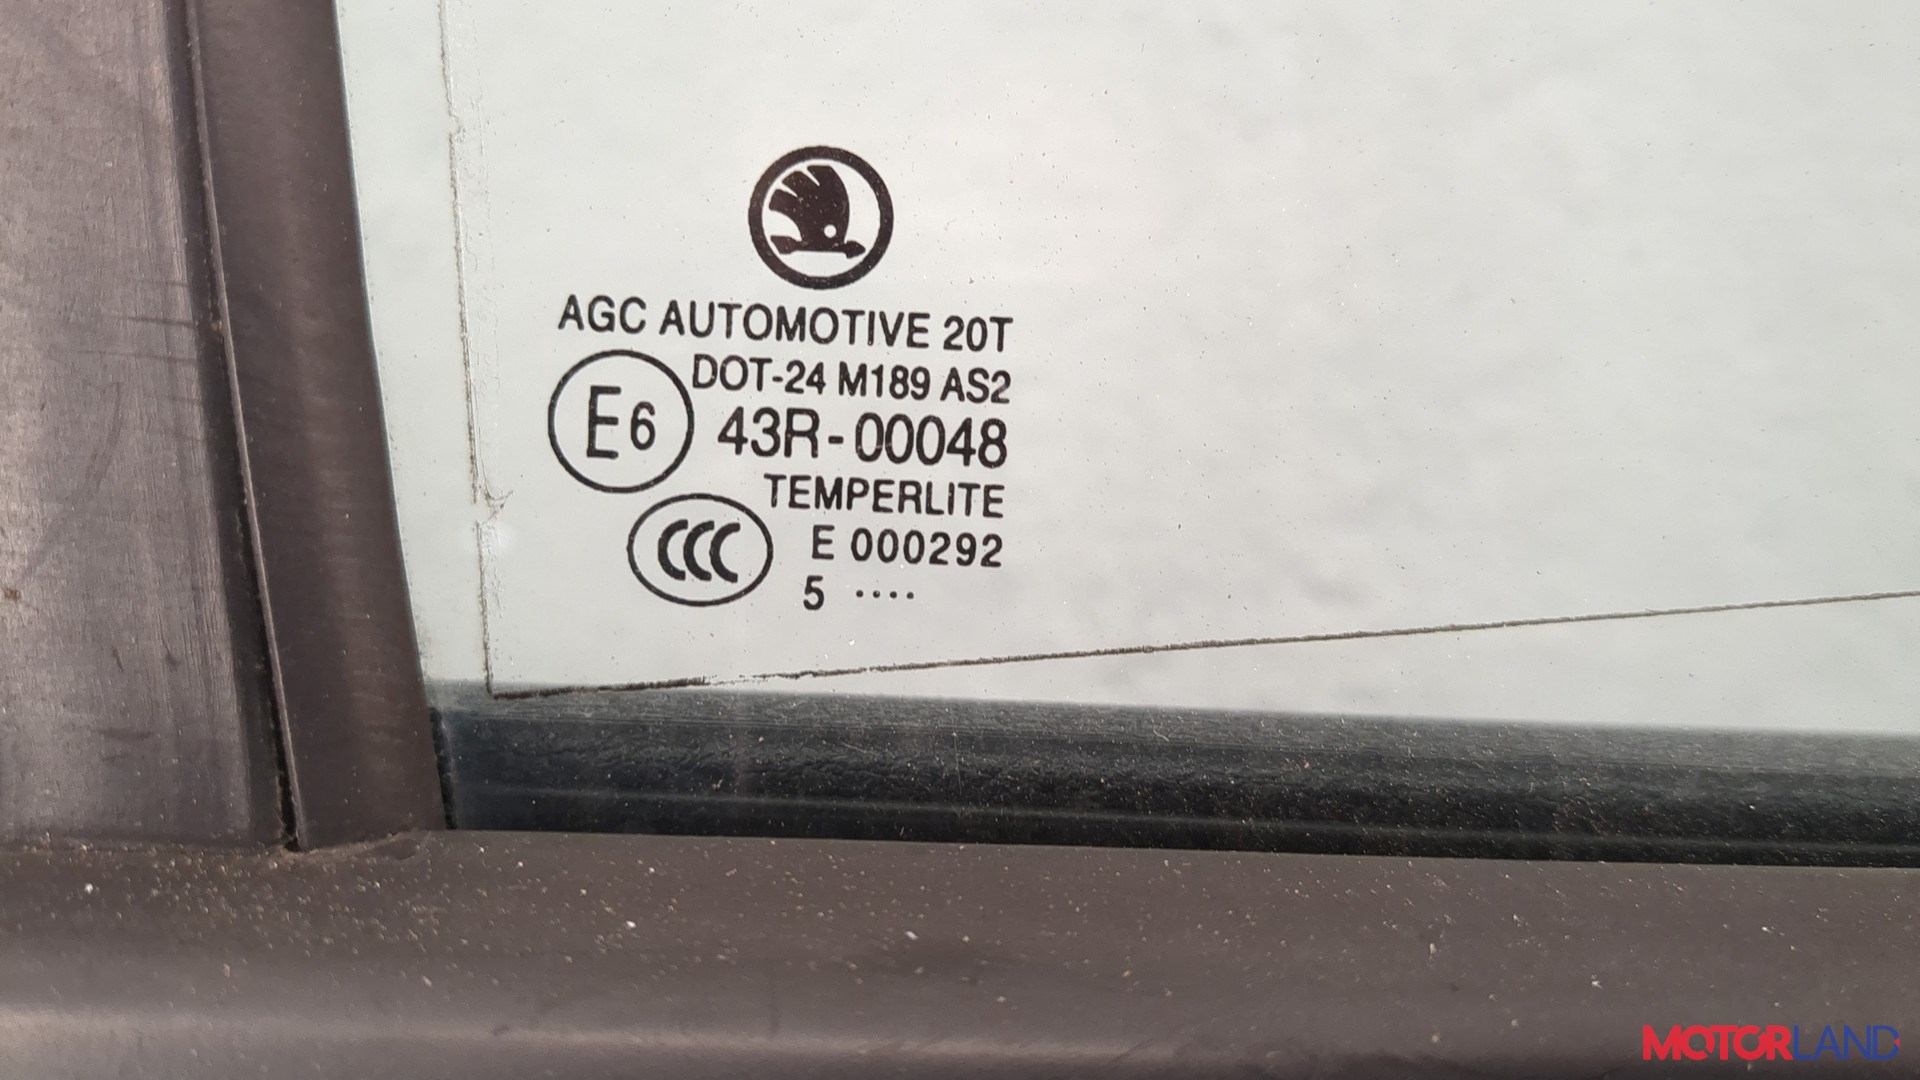 AGC AUTOMOTIVE 20T
DOT-24 M189 AS2
E6 43R-00048
TEMPERLITE
CCC E 000292
5 ····
MOTORLAND